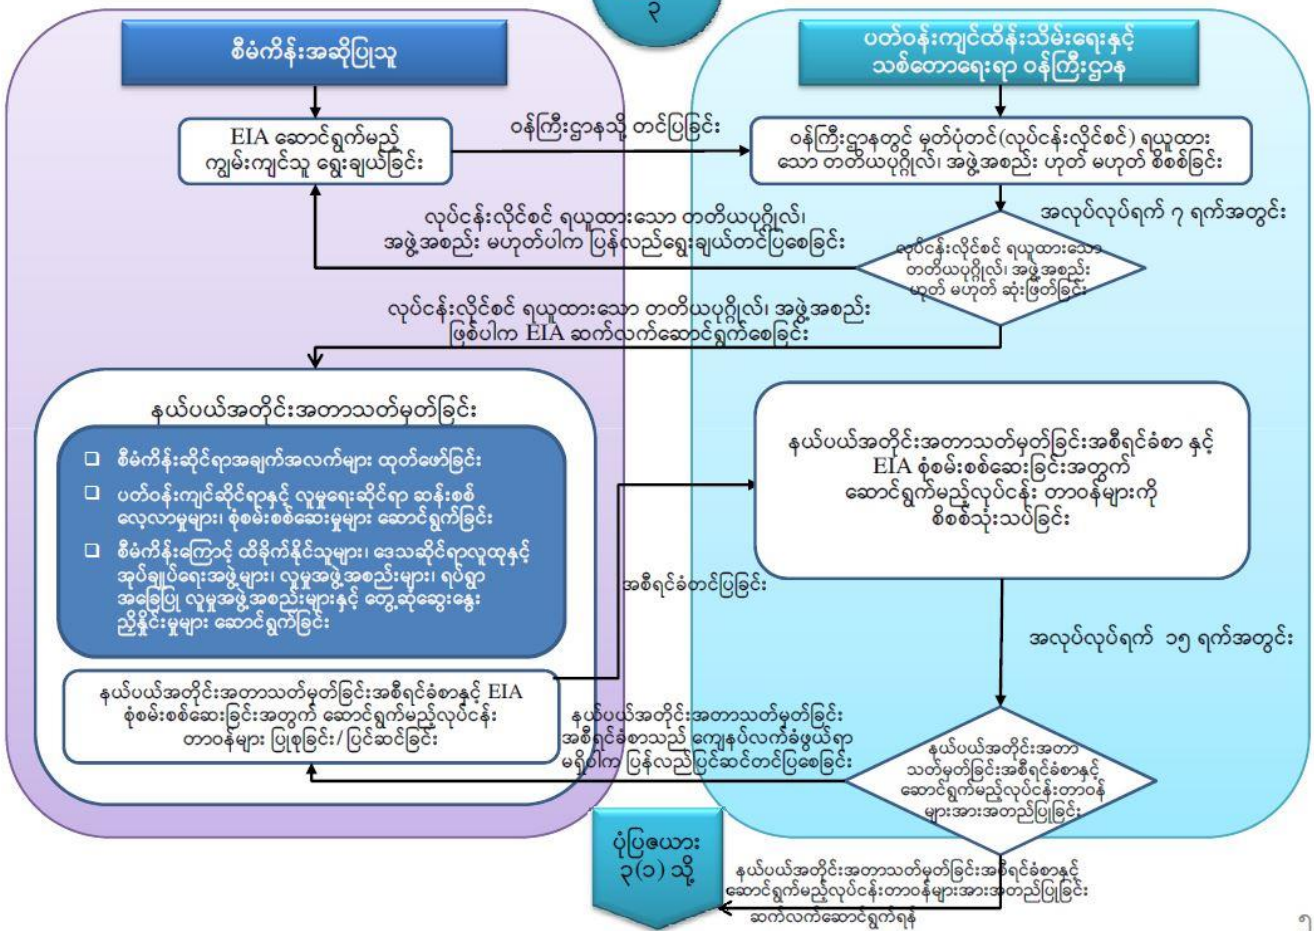 ၃
စီမံကိန်းအဆိုပြုသူ
ပတ်ဝန်းကျင်ထိန်းသိမ်းရေးနှင့်
သစ်တောရေးရာ ဝန်ကြီးဌာန
EIA ဆောင်ရွက်မည့်
ကျွမ်းကျင်သူ ရွေးချယ်ခြင်း
ဝန်ကြီးဌာနသို့ တင်ပြခြင်း
ဝန်ကြီးဌာနတွင် မှတ်ပုံတင်(လုပ်ငန်းလိုင်စင်) ရယူထား
သော တတိယပုဂ္ဂိုလ်၊ အဖွဲ့အစည်း ဟုတ် မဟုတ် စိစစ်ခြင်း
အလုပ်လုပ်ရက် ၇ ရက်အတွင်း
လုပ်ငန်းလိုင်စင် ရယူထားသော တတိယပုဂ္ဂိုလ်၊
အဖွဲ့အစည်း မဟုတ်ပါက ပြန်လည်ရွေးချယ်တင်ပြစေခြင်း
လုပ်ငန်းလိုင်စင် ရယူထားသော
တတိယပုဂ္ဂိုလ်၊ အဖွဲ့အစည်း
ဟုတ် မဟုတ် ဆုံးဖြတ်ခြင်း
လုပ်ငန်းလိုင်စင် ရယူထားသော တတိယပုဂ္ဂိုလ်၊ အဖွဲ့အစည်း
ဖြစ်ပါက EIA ဆက်လက်ဆောင်ရွက်စေခြင်း
နယ်ပယ်အတိုင်းအတာသတ်မှတ်ခြင်း
❑ စီမံကိန်းဆိုင်ရာအချက်အလက်များ ထုတ်ဖော်ခြင်း
❑ ပတ်ဝန်းကျင်ဆိုင်ရာနှင့် လူမှုရေးဆိုင်ရာ ဆန်းစစ်
လေ့လာမှုများ၊ စုံစမ်းစစ်ဆေးမှုများ ဆောင်ရွက်ခြင်း
❑ စီမံကိန်းကြောင့် ထိခိုက်နိုင်သူများ၊ ဒေသဆိုင်ရာလူထုနှင့်
အုပ်ချုပ်ရေးအဖွဲ့များ၊ လူမှုအဖွဲ့အစည်းများ၊ ရပ်ရွာ
အခြေပြု လူမှုအဖွဲ့အစည်းများနှင့် တွေ့ဆုံဆွေးနွေး
ညှိနှိုင်းမှုများ ဆောင်ရွက်ခြင်း
နယ်ပယ်အတိုင်းအတာသတ်မှတ်ခြင်းအစီရင်ခံစာနှင့် EIA
စုံစမ်းစစ်ဆေးခြင်းအတွက် ဆောင်ရွက်မည့်လုပ်ငန်း
တာဝန်များ ပြုစုခြင်း/ပြင်ဆင်ခြင်း
အစီရင်ခံတင်ပြခြင်း
နယ်ပယ်အတိုင်းအတာသတ်မှတ်ခြင်းအစီရင်ခံစာ နှင့်
EIA စုံစမ်းစစ်ဆေးခြင်းအတွက်
ဆောင်ရွက်မည့်လုပ်ငန်း တာဝန်များကို
စိစစ်သုံးသပ်ခြင်း
အလုပ်လုပ်ရက် ၁၅ ရက်အတွင်း
နယ်ပယ်အတိုင်းအတာသတ်မှတ်ခြင်း
အစီရင်ခံစာသည် ကျေနပ်လက်ခံဖွယ်ရာ
မရှိပါက ပြန်လည်ပြင်ဆင်တင်ပြစေခြင်း
နယ်ပယ်အတိုင်းအတာ
သတ်မှတ်ခြင်းအစီရင်ခံစာနှင့်
ဆောင်ရွက်မည့်လုပ်ငန်းတာဝန်
များအားအတည်ပြုခြင်း
ပုံပြဇယား
၃(၁) သို့
နယ်ပယ်အတိုင်းအတာသတ်မှတ်ခြင်းအစီရင်ခံစာနှင့်
ဆောင်ရွက်မည့်လုပ်ငန်းတာဝန်များအားအတည်ပြုခြင်း
ဆက်လက်ဆောင်ရွက်ရန်